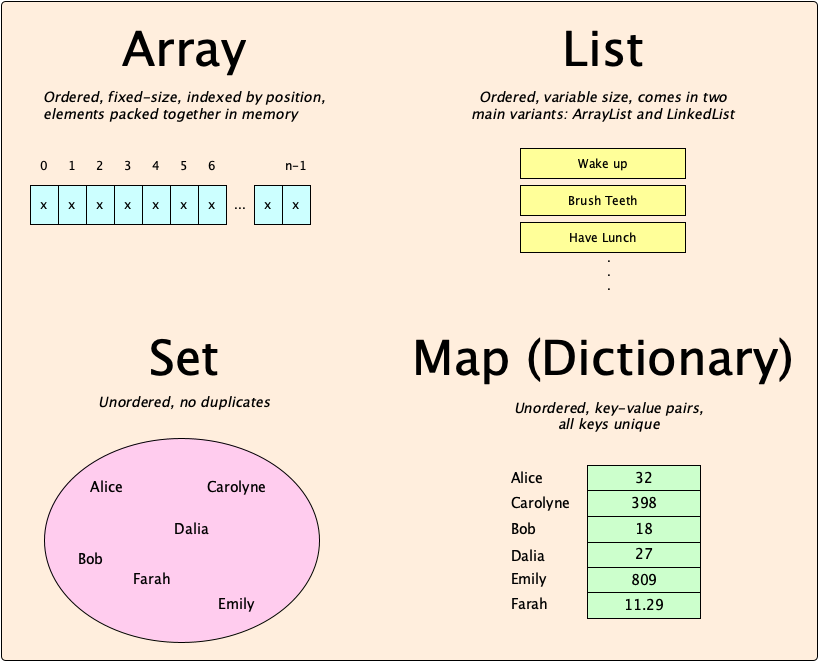 Array
Ordered, fixed-size, indexed by position,
elements packed together in memory
0 1 2 3 4 5 6 n-1
x x x x x x x ... x x
List
Ordered, variable size, comes in two
main variants: ArrayList and LinkedList
Wake up
Brush Teeth
Have Lunch
.
.
.
Set
Unordered, no duplicates
Alice Carolyne
Dalia
Bob
Farah
Emily
Map (Dictionary)
Unordered, key-value pairs,
all keys unique
Alice 32
Carolyne 398
Bob 18
Dalia 27
Emily 809
Farah 11.29